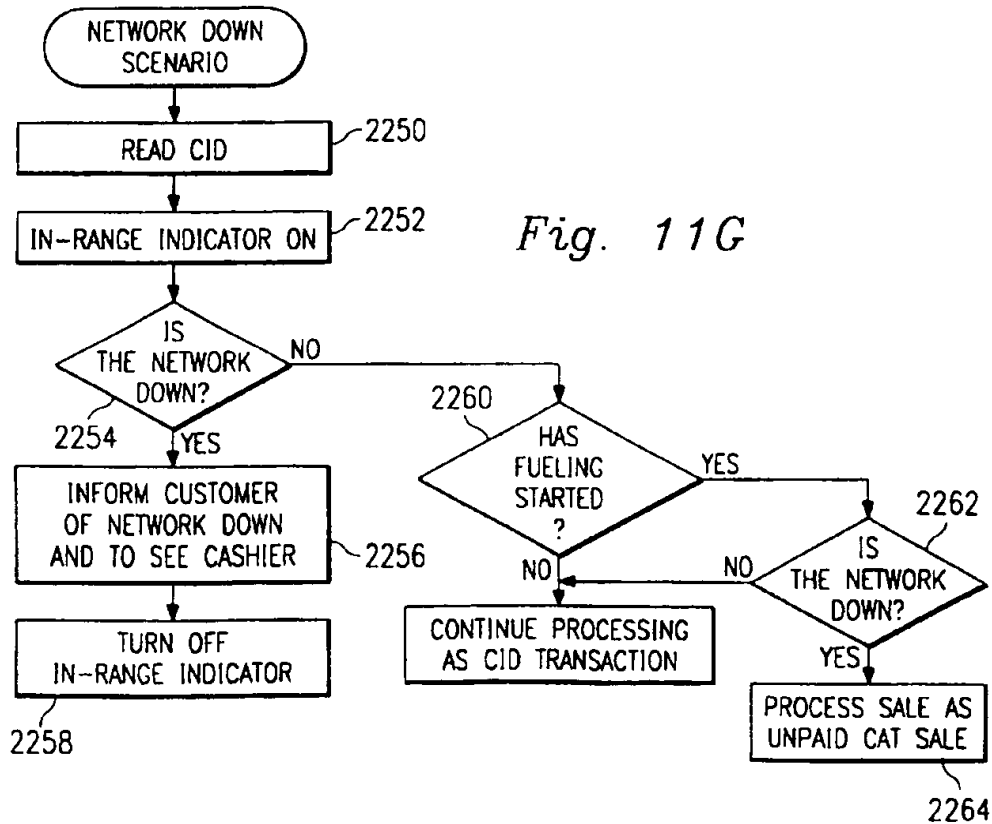 NETWORK DOWN
SCENARIO
READ CID
2250
IN-RANGE INDICATOR ON
2252
Fig. 11G
IS
THE NETWORK
DOWN?
NO
2254
YES
INFORM CUSTOMER
OF NETWORK DOWN
AND TO SEE CASHIER
2256
TURN OFF
IN-RANGE INDICATOR
2258
2260
HAS
FUELING
STARTED
?
YES
NO
CONTINUE PROCESSING
AS CID TRANSACTION
2262
IS
THE NETWORK
DOWN?
NO
YES
PROCESS SALE AS
UNPAID CAT SALE
2264